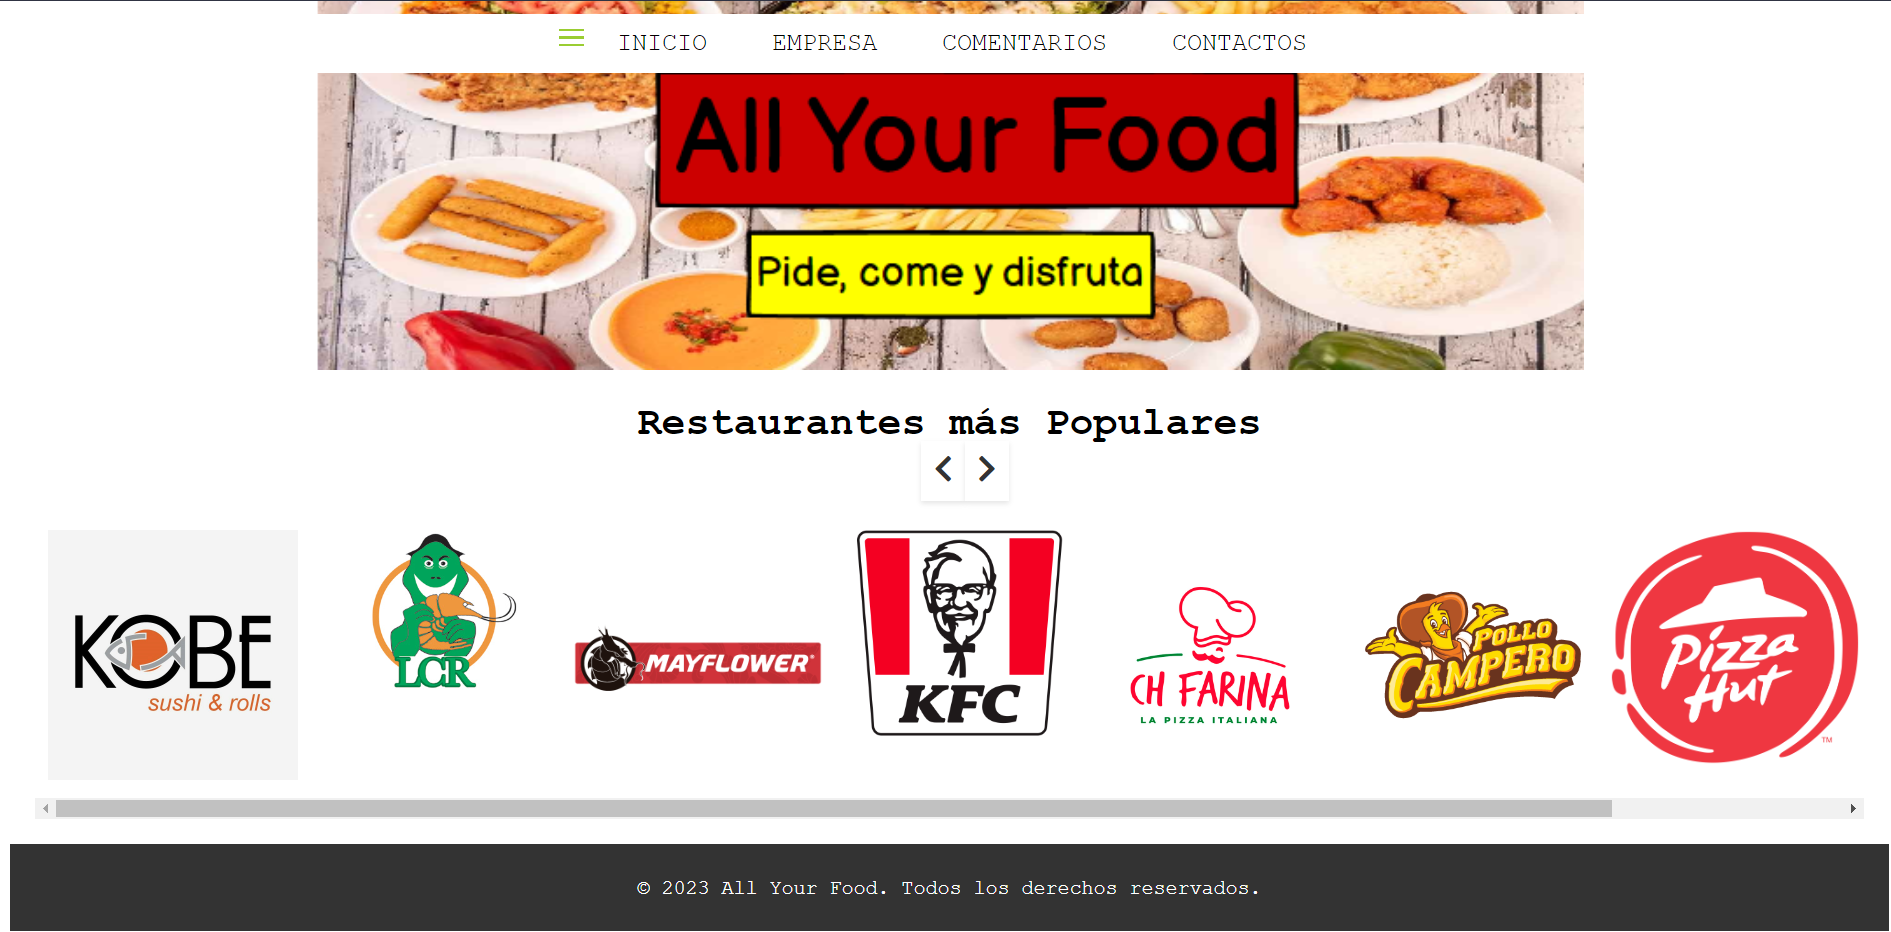 INICIO EMPRESA COMENTARIOS CONTACTOS
All Your Food
Pide, come y disfruta
Restaurantes más Populares
KOBE
sushi & rolls
LCR
MAYFLOWER®
KFC
CH FARINA
LA PIZZA ITALIANA
POLLO
CAMPERO
Pizza
Hut
TM
© 2023 All Your Food. Todos los derechos reservados.